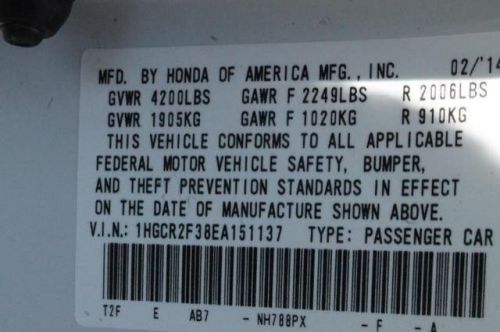 MFD. BY HONDA OF AMERICA MFG., INC. 02/14
GVWR 4200LBS GAWR F 2249LBS R 2006LBS
GVWR 1905KG GAWR F 1020KG R 910KG
THIS VEHICLE CONFORMS TO ALL APPLICABLE
FEDERAL MOTOR VEHICLE SAFETY, BUMPER,
AND THEFT PREVENTION STANDARDS IN EFFECT
ON THE DATE OF MANUFACTURE SHOWN ABOVE.
V.I.N.: 1HGCR2F38EA151137 TYPE: PASSENGER CAR
T2F E AB7 - NH788PX - F - A